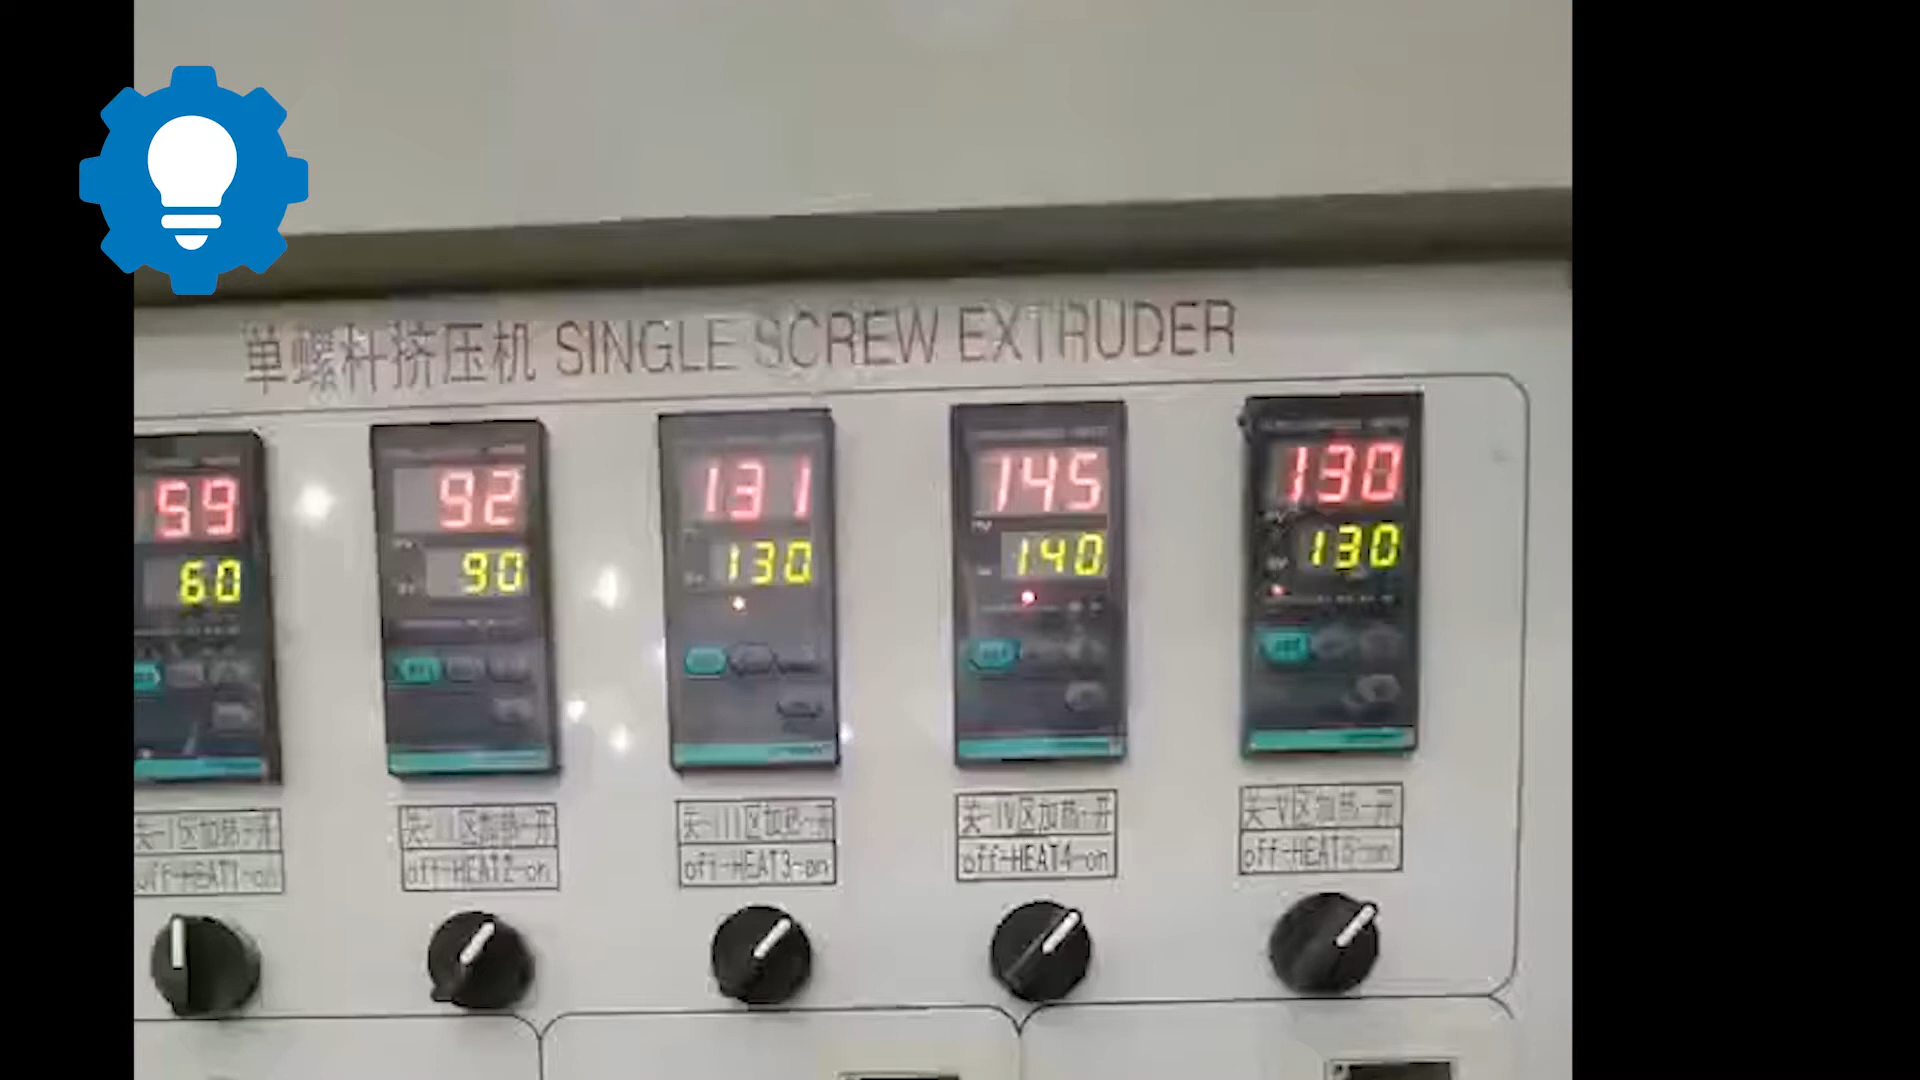 单螺杆挤压机 SINGLE SCREW EXTRUDER
59 92 131 145 130
60 90 130 140 130
关-I区加热-开 关-II区加热-开 关-III区加热-开 关-IV区加热-开 关-V区加热-开
off-HEAT1-on off-HEAT2-on off-HEAT3-on off-HEAT4-on off-HEAT5-on